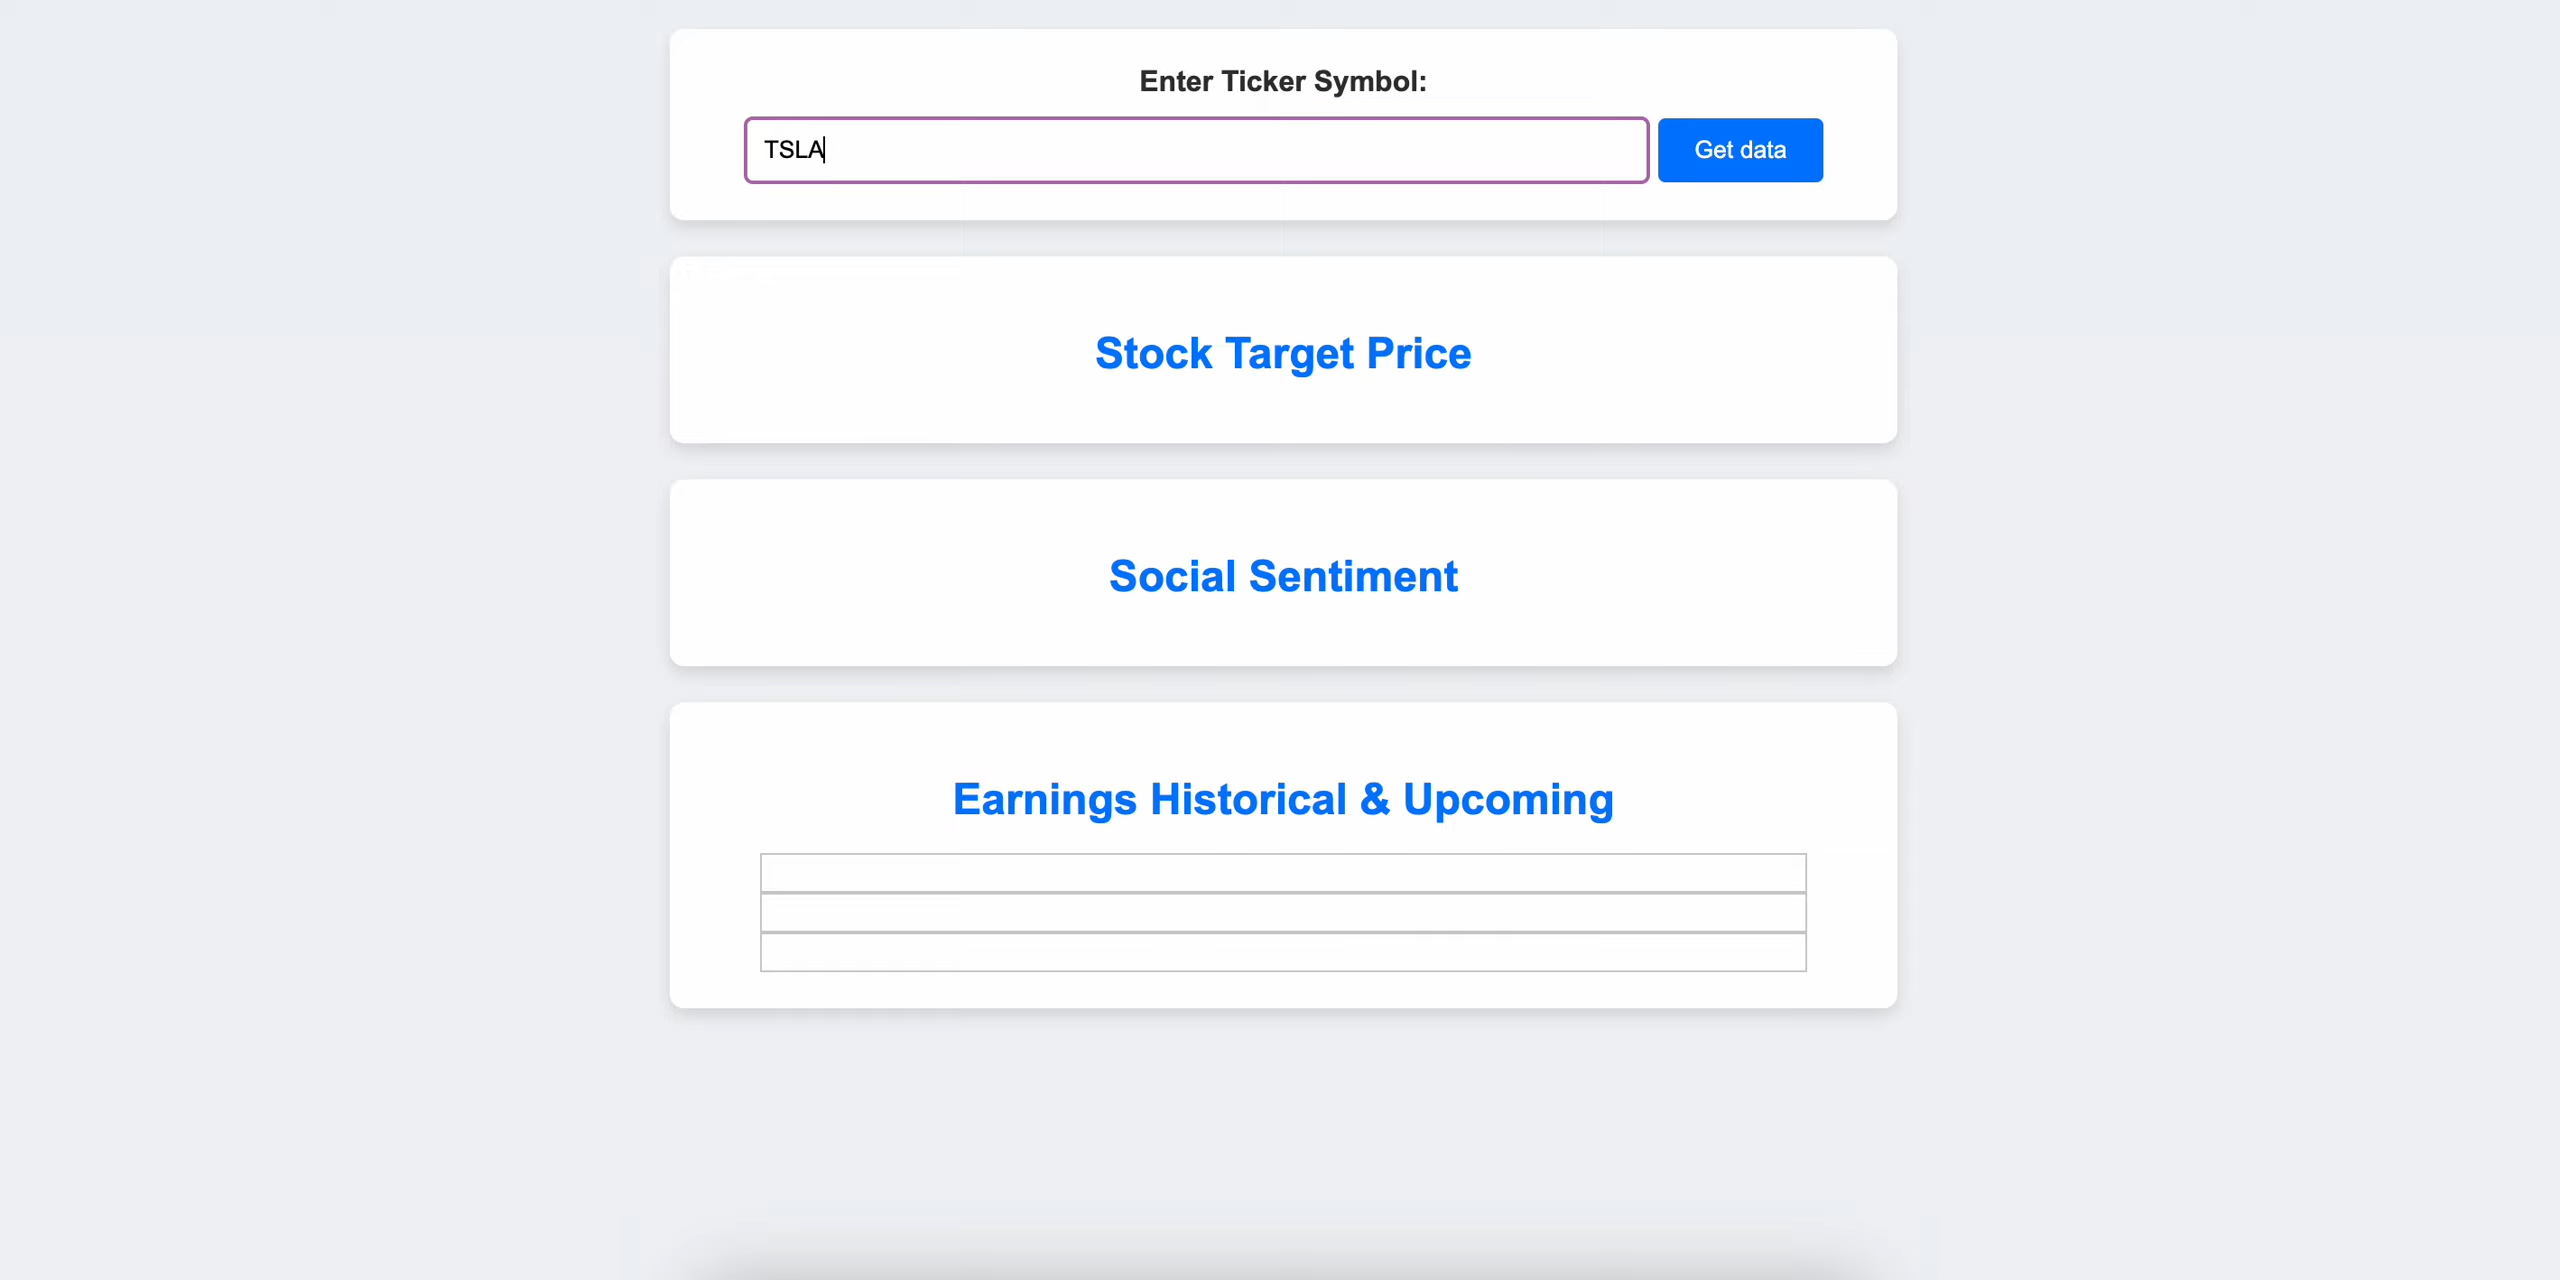 Enter Ticker Symbol:
TSLA
Get data
Stock Target Price
Social Sentiment
Earnings Historical & Upcoming